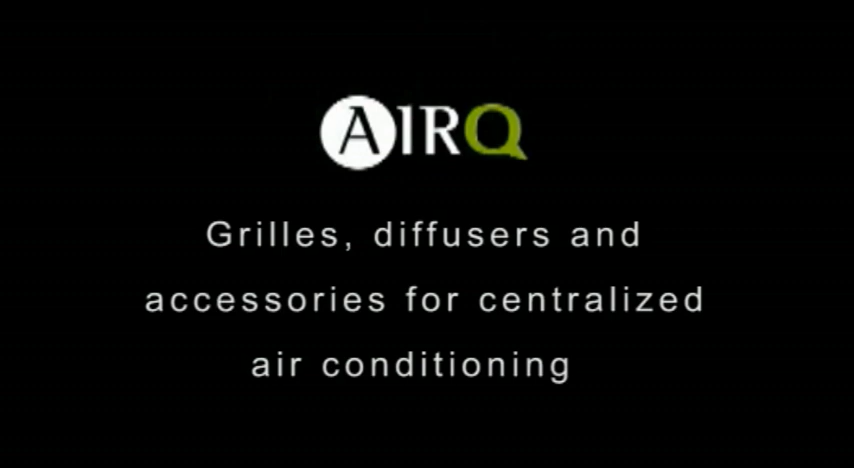 AIRQ
Grilles, diffusers and
accessories for centralized
air conditioning